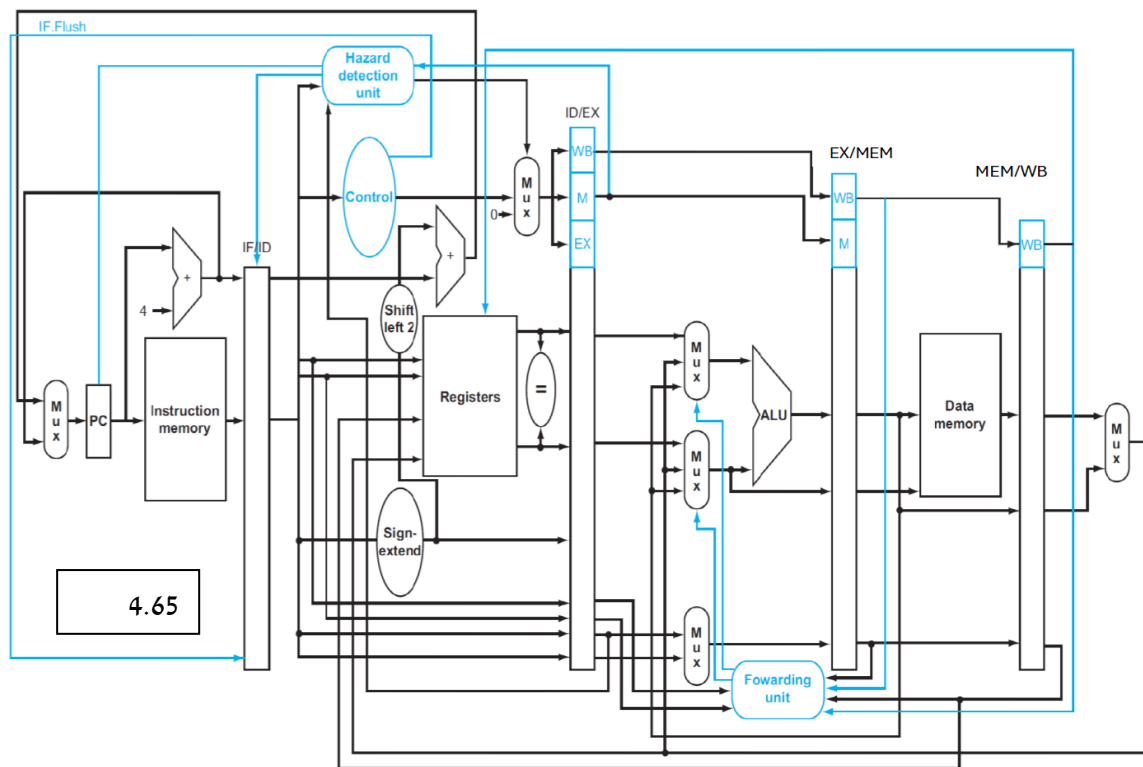 IF.Flush
Hazard
detection
unit
ID/EX
EX/MEM
MEM/WB
WB
M
EX
WB
M
WB
Control
M
u
x
0
IF/ID
+
+
4
Shift
left 2
M
u
x
PC
Instruction
memory
Registers
=
M
u
x
M
u
x
ALU
Data
memory
M
u
x
Sign-
extend
4.65
M
u
x
Fowarding
unit